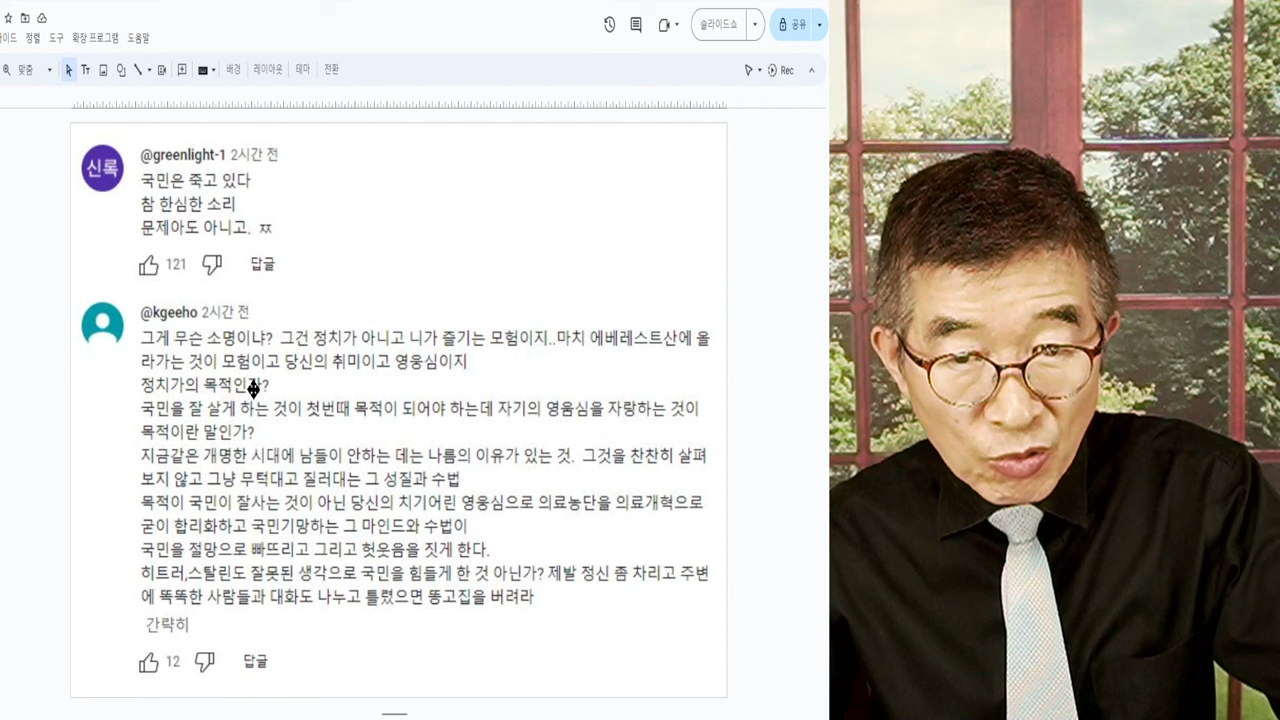 정렬 도구 확장 프로그램 도움말
슬라이드쇼
공유
맞춤
배경 레이아웃 테마 전환
Rec
신록
@greenlight-1 2시간 전
국민은 죽고 있다
참 한심한 소리
문제아도 아니고. ㅉ
121 답글
@kgeeho 2시간 전
그게 무슨 소명이냐? 그건 정치가 아니고 니가 즐기는 모험이지..마치 에베레스트산에 올
라가는 것이 모험이고 당신의 취미이고 영웅심이지
정치가의 목적인가?
국민을 잘 살게 하는 것이 첫번때 목적이 되어야 하는데 자기의 영움심을 자랑하는 것이
목적이란 말인가?
지금같은 개명한 시대에 남들이 안하는 데는 나름의 이유가 있는 것. 그것을 찬찬히 살펴
보지 않고 그냥 무턱대고 질러대는 그 성질과 수법
목적이 국민이 잘사는 것이 아닌 당신의 치기어린 영웅심으로 의료농단을 의료개혁으로
굳이 합리화하고 국민기망하는 그 마인드와 수법이
국민을 절망으로 빠뜨리고 그리고 헛웃음을 짓게 한다.
히트러,스탈린도 잘못된 생각으로 국민을 힘들게 한 것 아닌가? 제발 정신 좀 차리고 주변
에 똑똑한 사람들과 대화도 나누고 틀렸으면 똥고집을 버려라
간략히
12 답글